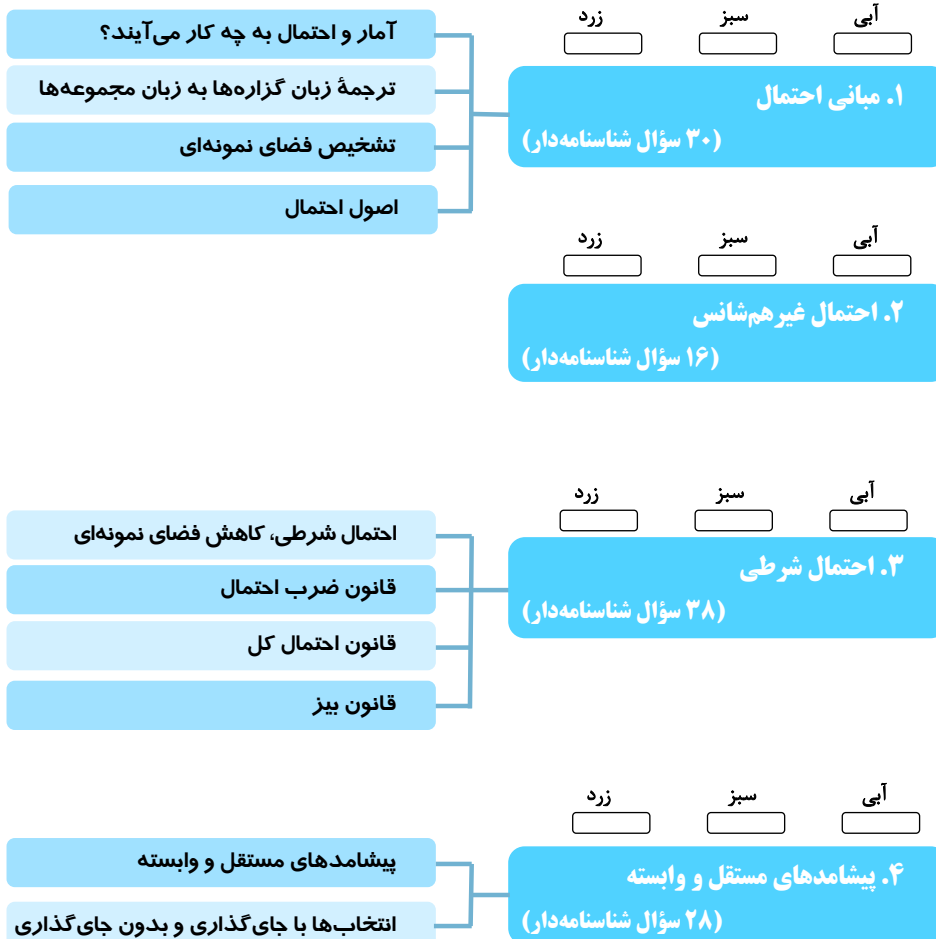 آبی سبز زرد
۱. مبانی احتمال
(۳۰ سؤال شناسنامه‌دار)
آمار و احتمال به چه کار می‌آیند؟
ترجمۀ زبان گزاره‌ها به زبان مجموعه‌ها
تشخیص فضای نمونه‌ای
اصول احتمال
آبی سبز زرد
۲. احتمال غیر هم‌شانس
(۱۶ سؤال شناسنامه‌دار)
آبی سبز زرد
۳. احتمال شرطی
(۳۸ سؤال شناسنامه‌دار)
احتمال شرطی، کاهش فضای نمونه‌ای
قانون ضرب احتمال
قانون احتمال کل
قانون بیز
آبی سبز زرد
۴. پیشامدهای مستقل و وابسته
(۲۸ سؤال شناسنامه‌دار)
پیشامدهای مستقل و وابسته
انتخاب‌ها با جای‌گذاری و بدون جای‌گذاری